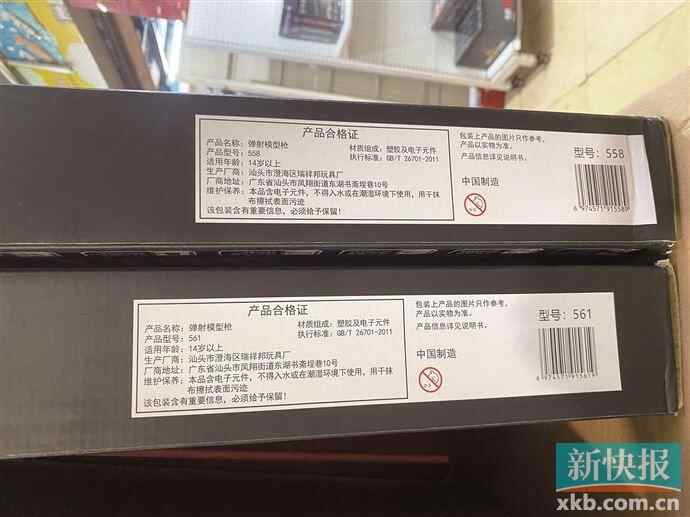 产品合格证
产品名称: 弹射模型枪
材质组成: 塑胶及电子元件
产品型号: 558
执行标准: GB/T 26701-2011
适用年龄: 14岁以上
生产厂商: 汕头市澄海区瑞祥邦玩具厂
厂商地址: 广东省汕头市凤翔街道东湖书斋埕巷10号
维护保养: 本品含电子元件, 不得入水或在潮湿环境下使用, 用干抹
布擦拭表面污迹
该包装含有重要信息, 必须给予保留!
包装上产品的图片只作参考,
产品以实物为准。
产品信息详见说明书。
中国制造
型号: 558
6 974571 915580
产品合格证
产品名称: 弹射模型枪
材质组成: 塑胶及电子元件
产品型号: 561
执行标准: GB/T 26701-2011
适用年龄: 14岁以上
生产厂商: 汕头市澄海区瑞祥邦玩具厂
厂商地址: 广东省汕头市凤翔街道东湖书斋埕巷10号
维护保养: 本品含电子元件, 不得入水或在潮湿环境下使用, 用干抹
布擦拭表面污迹
该包装含有重要信息, 必须给予保留!
包装上产品的图片只作参考,
产品以实物为准。
产品信息详见说明书。
中国制造
型号: 561
新快报
xkb.com.cn